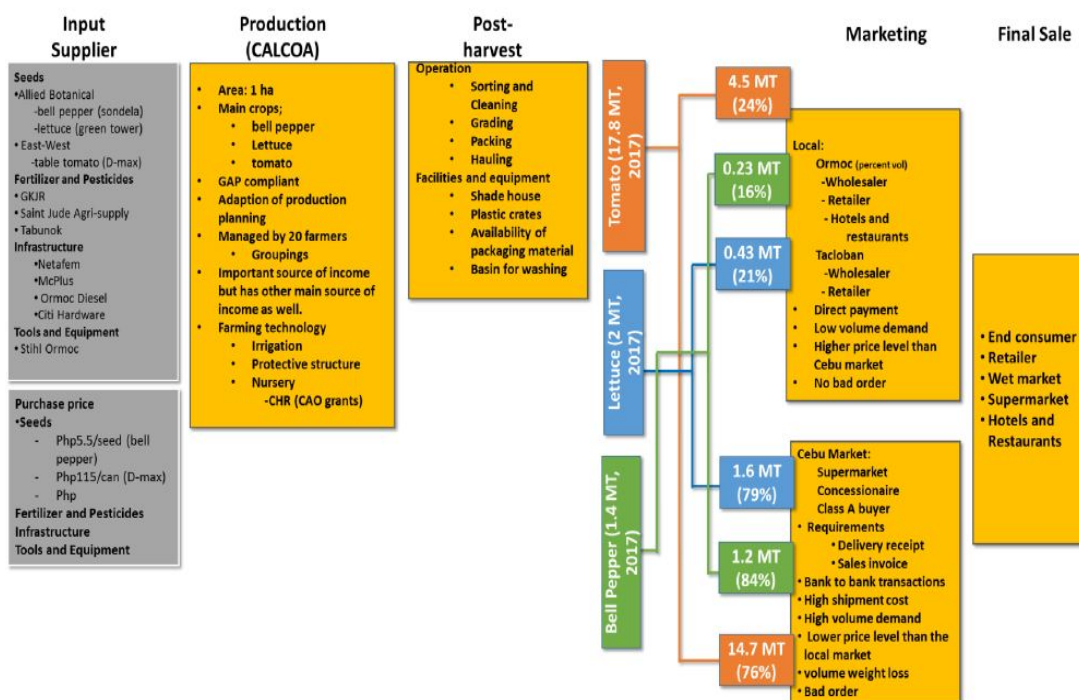 Input
Supplier
Seeds
•Allied Botanical
-bell pepper (sondela)
-lettuce (green tower)
• East-West
-table tomato (D-max)
Fertilizer and Pesticides
• GKJR
• Saint Jude Agri-supply
• Tabunok
Infrastructure
• Netafem
•McPlus
• Ormoc Diesel
• Citi Hardware
Tools and Equipment
• Stihl Ormoc
Purchase price
•Seeds
- Php5.5/seed (bell
pepper)
- Php115/can (D-max)
- Php
Fertilizer and Pesticides
Infrastructure
Tools and Equipment
Production
(CALCOA)
• Area: 1 ha
• Main crops;
• bell pepper
• Lettuce
• tomato
• GAP compliant
• Adaption of production
planning
• Managed by 20 farmers
• Groupings
• Important source of income
but has other main source of
income as well.
• Farming technology
• Irrigation
• Protective structure
• Nursery
-CHR (CAO grants)
Post-
harvest
Operation
• Sorting and
Cleaning
• Grading
• Packing
• Hauling
Facilities and equipment
• Shade house
• Plastic crates
• Availability of
packaging material
• Basin for washing
Tomato (17.8 MT,
2017)
Lettuce (2 MT,
2017)
Bell Pepper (1.4 MT,
2017)
4.5 MT
(24%)
0.23 MT
(16%)
0.43 MT
(21%)
1.6 MT
(79%)
1.2 MT
(84%)
14.7 MT
(76%)
Marketing
Local:
Ormoc (percent vol)
-Wholesaler
- Retailer
- Hotels and
restaurants
Tacloban
-Wholesaler
- Retailer
• Direct payment
• Low volume demand
• Higher price level than
Cebu market
• No bad order
Cebu Market:
Supermarket
Concessionaire
Class A buyer
• Requirements
• Delivery receipt
• Sales invoice
• Bank to bank transactions
• High shipment cost
• High volume demand
• Lower price level than the
local market
• volume weight loss
• Bad order
Final Sale
• End consumer
• Retailer
• Wet market
• Supermarket
• Hotels and
Restaurants